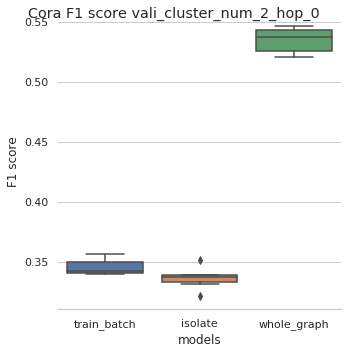 Cora F1 score vali_cluster_num_2_hop_0
0.55
0.50
0.45
0.40
0.35
F1 score
train_batch isolate whole_graph
models